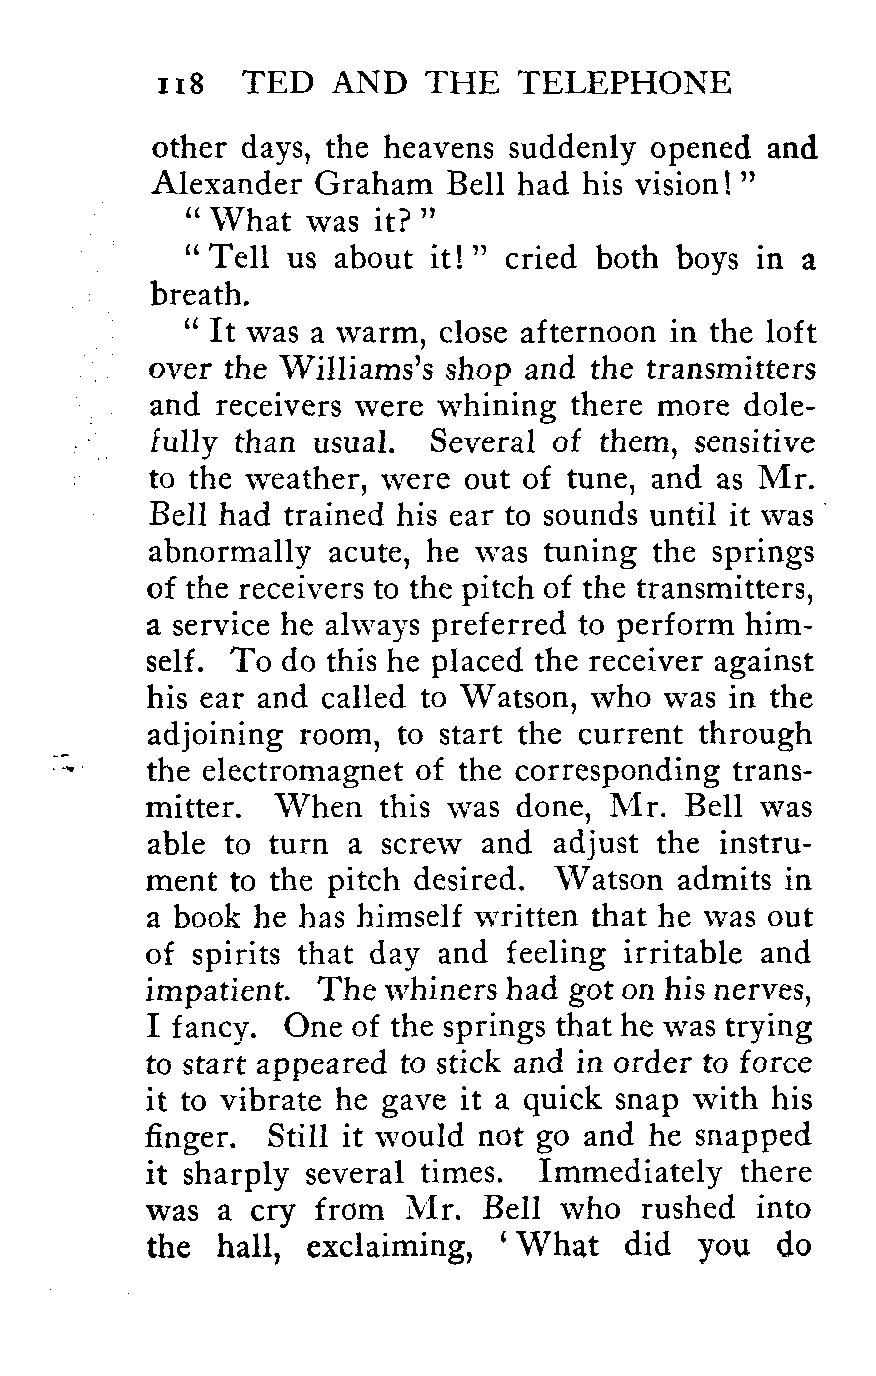 118 TED AND THE TELEPHONE
other days, the heavens suddenly opened and
Alexander Graham Bell had his vision! "
" What was it? "
" Tell us about it! " cried both boys in a
breath.
" It was a warm, close afternoon in the loft
over the Williams's shop and the transmitters
and receivers were whining there more dole-
fully than usual. Several of them, sensitive
to the weather, were out of tune, and as Mr.
Bell had trained his ear to sounds until it was
abnormally acute, he was tuning the springs
of the receivers to the pitch of the transmitters,
a service he always preferred to perform him-
self. To do this he placed the receiver against
his ear and called to Watson, who was in the
adjoining room, to start the current through
the electromagnet of the corresponding trans-
mitter. When this was done, Mr. Bell was
able to turn a screw and adjust the instru-
ment to the pitch desired. Watson admits in
a book he has himself written that he was out
of spirits that day and feeling irritable and
impatient. The whiners had got on his nerves,
I fancy. One of the springs that he was trying
to start appeared to stick and in order to force
it to vibrate he gave it a quick snap with his
finger. Still it would not go and he snapped
it sharply several times. Immediately there
was a cry from Mr. Bell who rushed into
the hall, exclaiming, ' What did you do